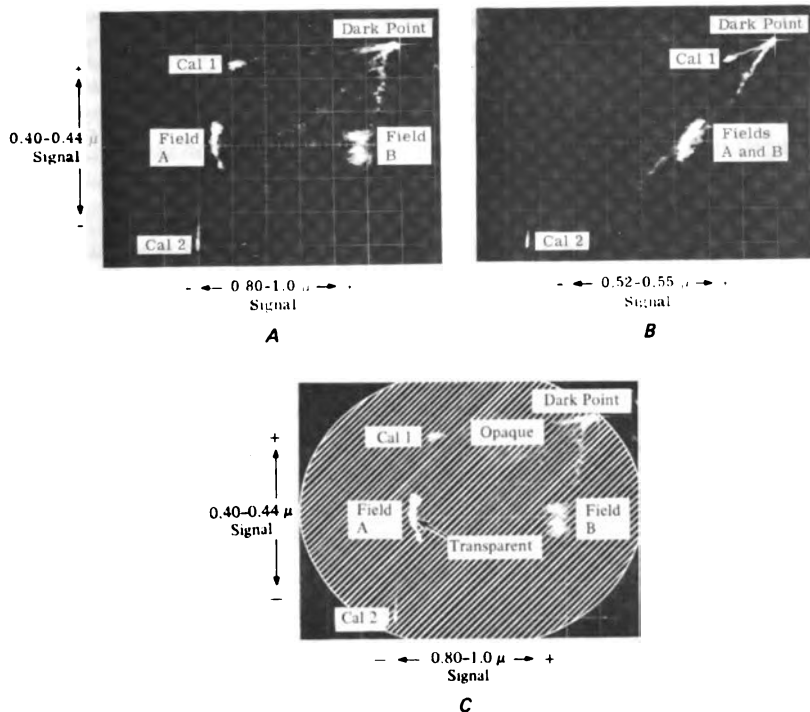 Dark Point
Cal 1
+
0.40-0.44 μ
Signal
Field
A
Field
B
-
Cal 2
- 0.80-1.0 μ +
Signal
A
Dark Point
Cal 1
Fields
A and B
Cal 2
- 0.52-0.55 μ +
Signal
B
Dark Point
Cal 1
Opaque
+
0.40-0.44 μ
Signal
Field
A
Field
B
Transparent
—
Cal 2
— 0.80-1.0 μ +
Signal
C